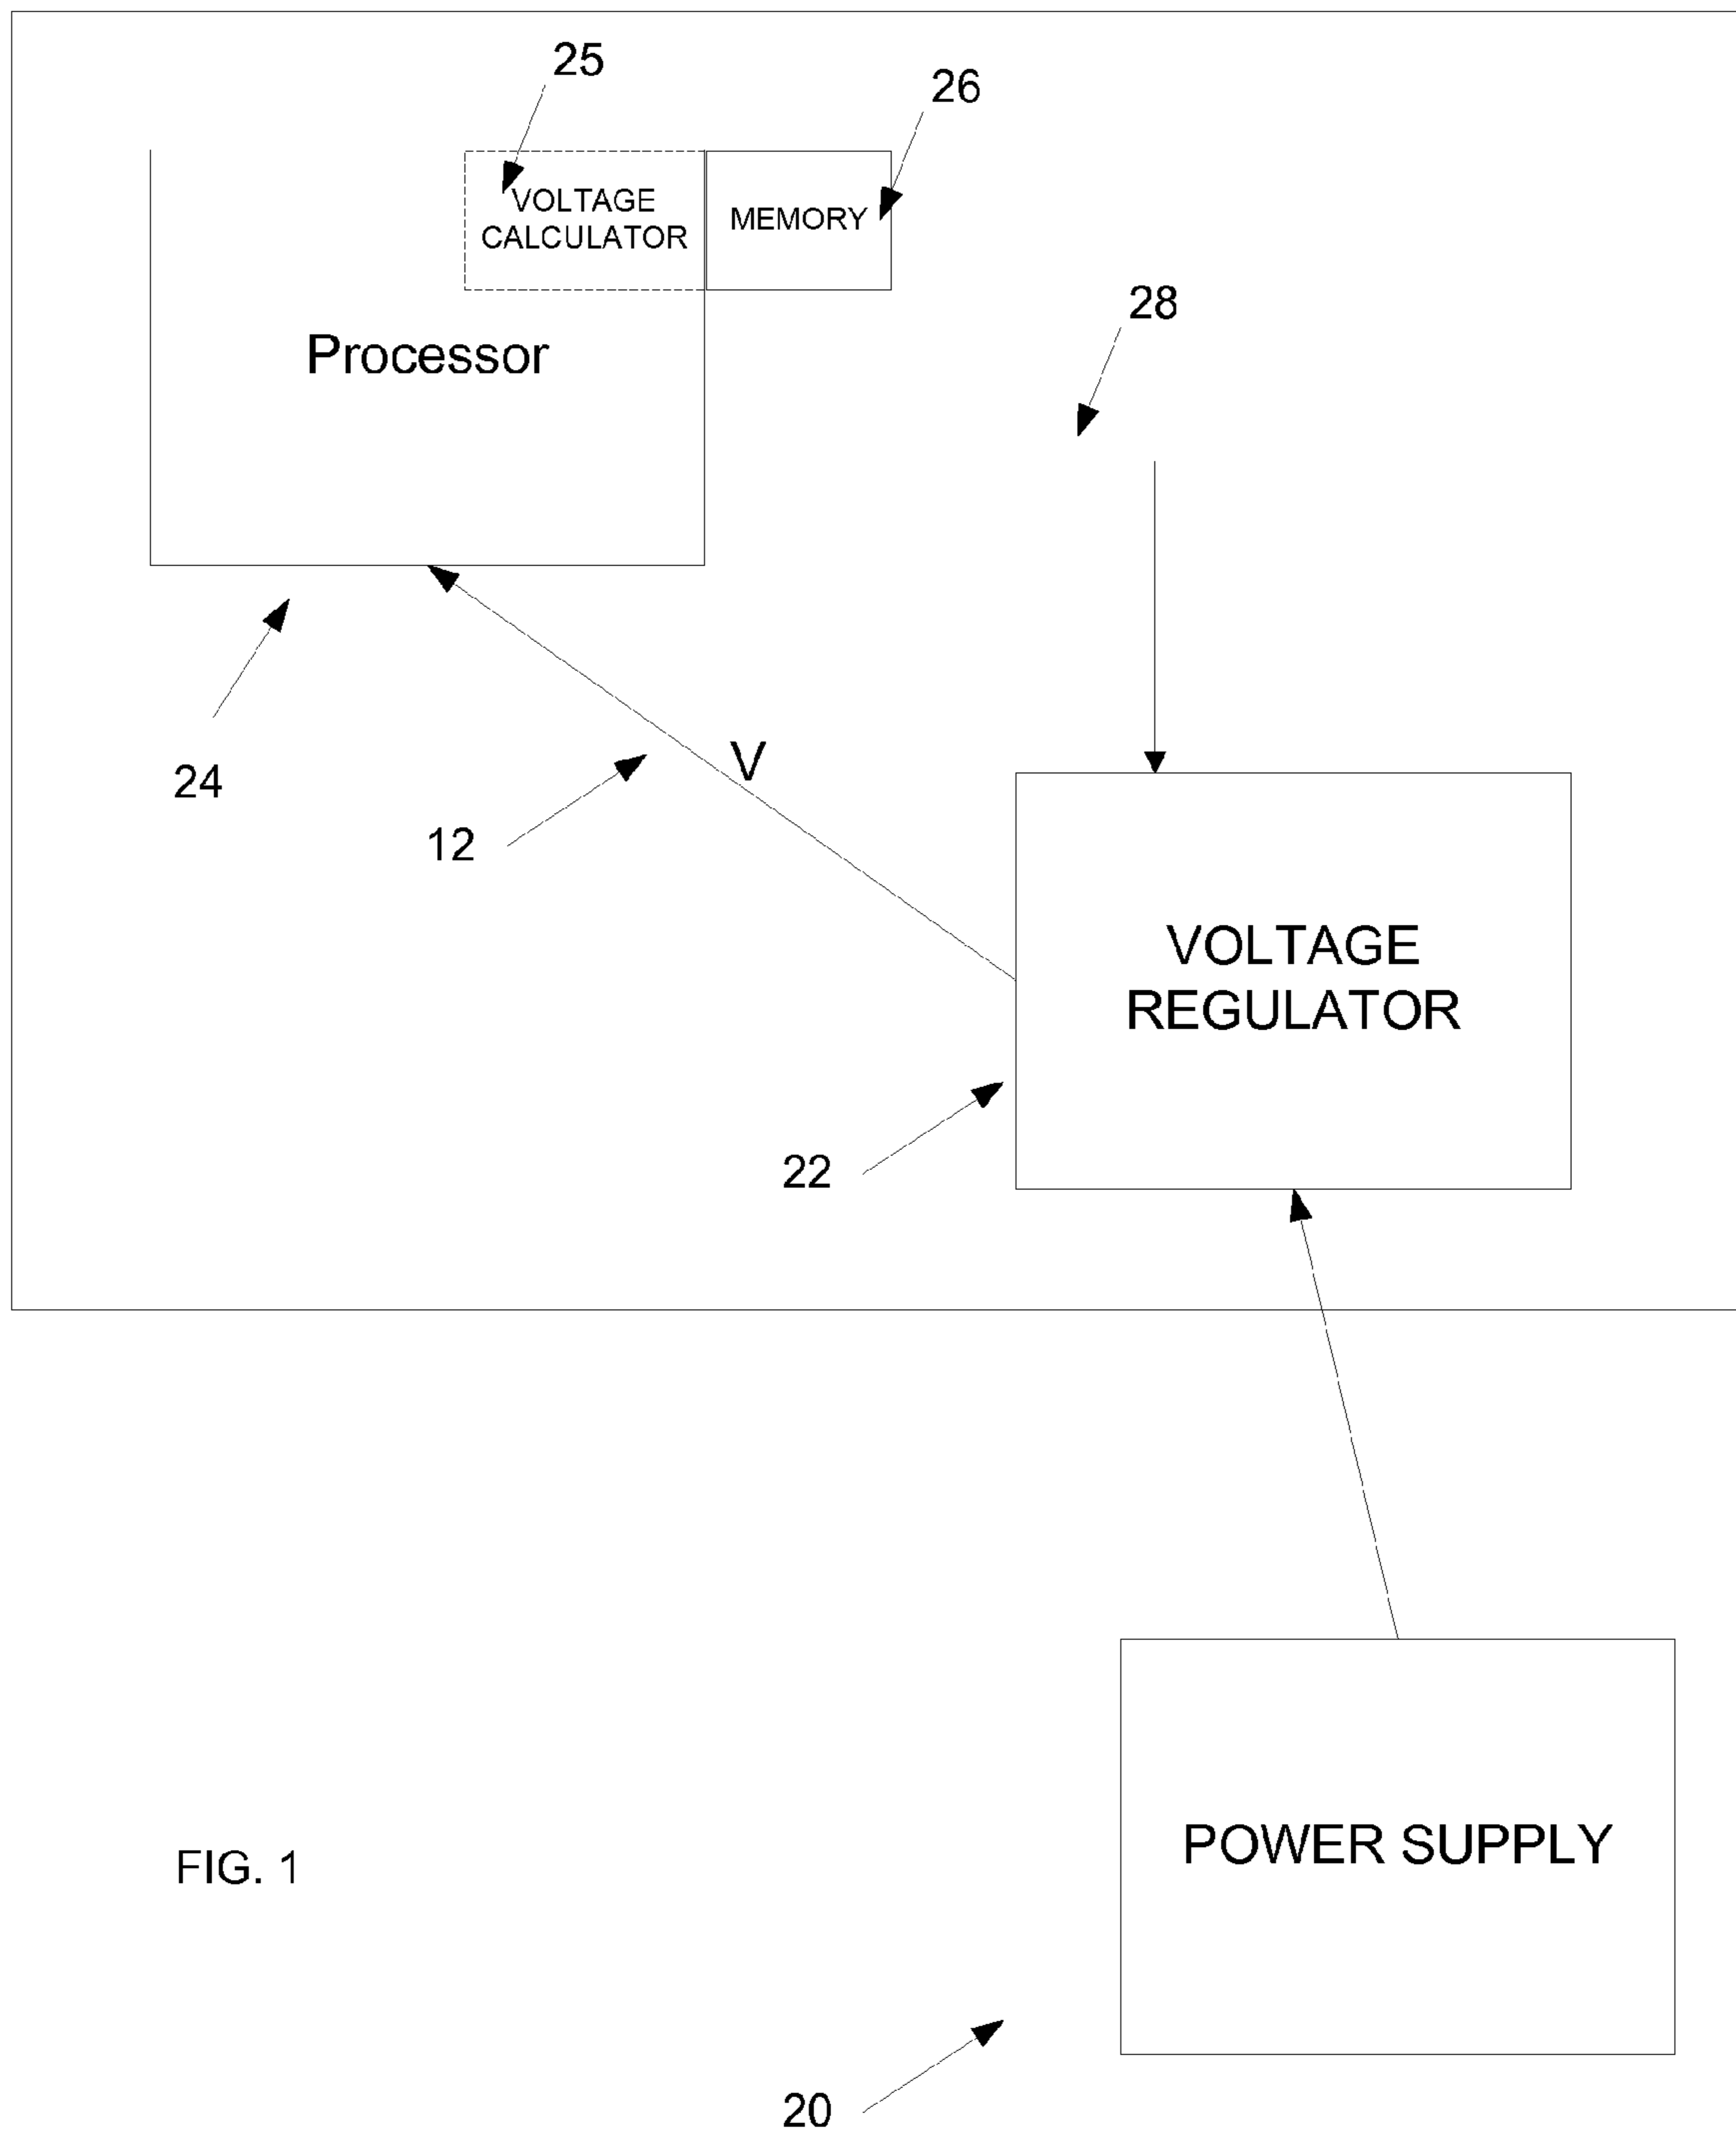 25
26
VOLTAGE
CALCULATOR
MEMORY
28
Processor
24
12
V
VOLTAGE
REGULATOR
22
POWER SUPPLY
FIG. 1
20